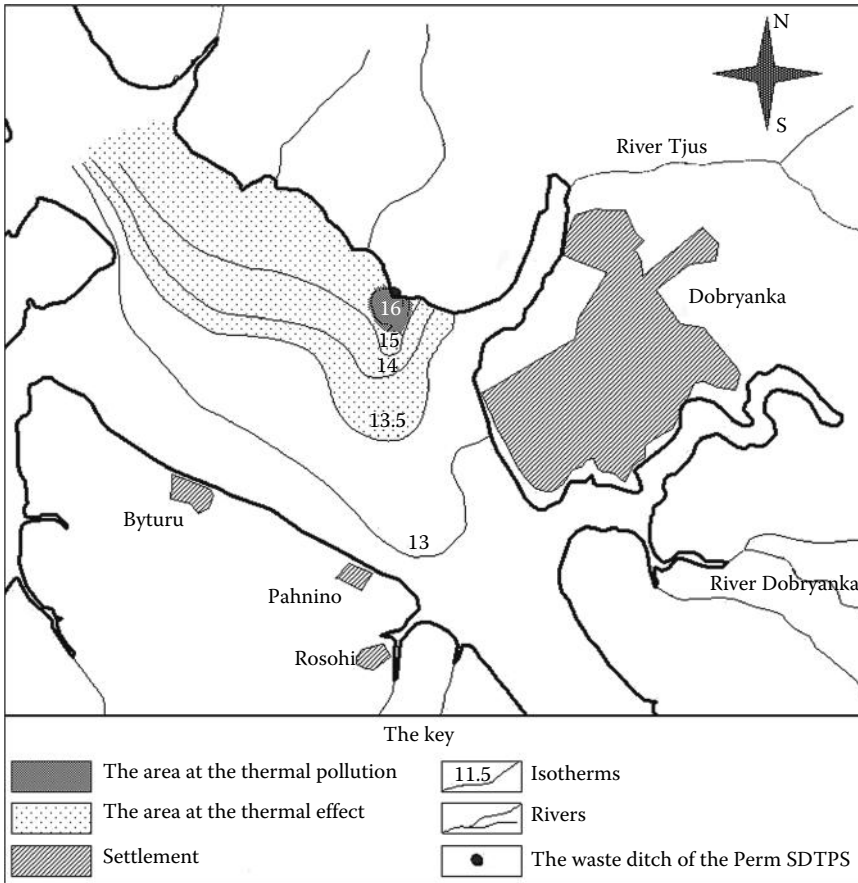 N
S
River Tjus
Dobryanka
16
15
14
13.5
13
Byturu
Pahnino
River Dobryanka
Rosohi
The key
The area at the thermal pollution
11.5
Isotherms
The area at the thermal effect
Rivers
Settlement
The waste ditch of the Perm SDTPS